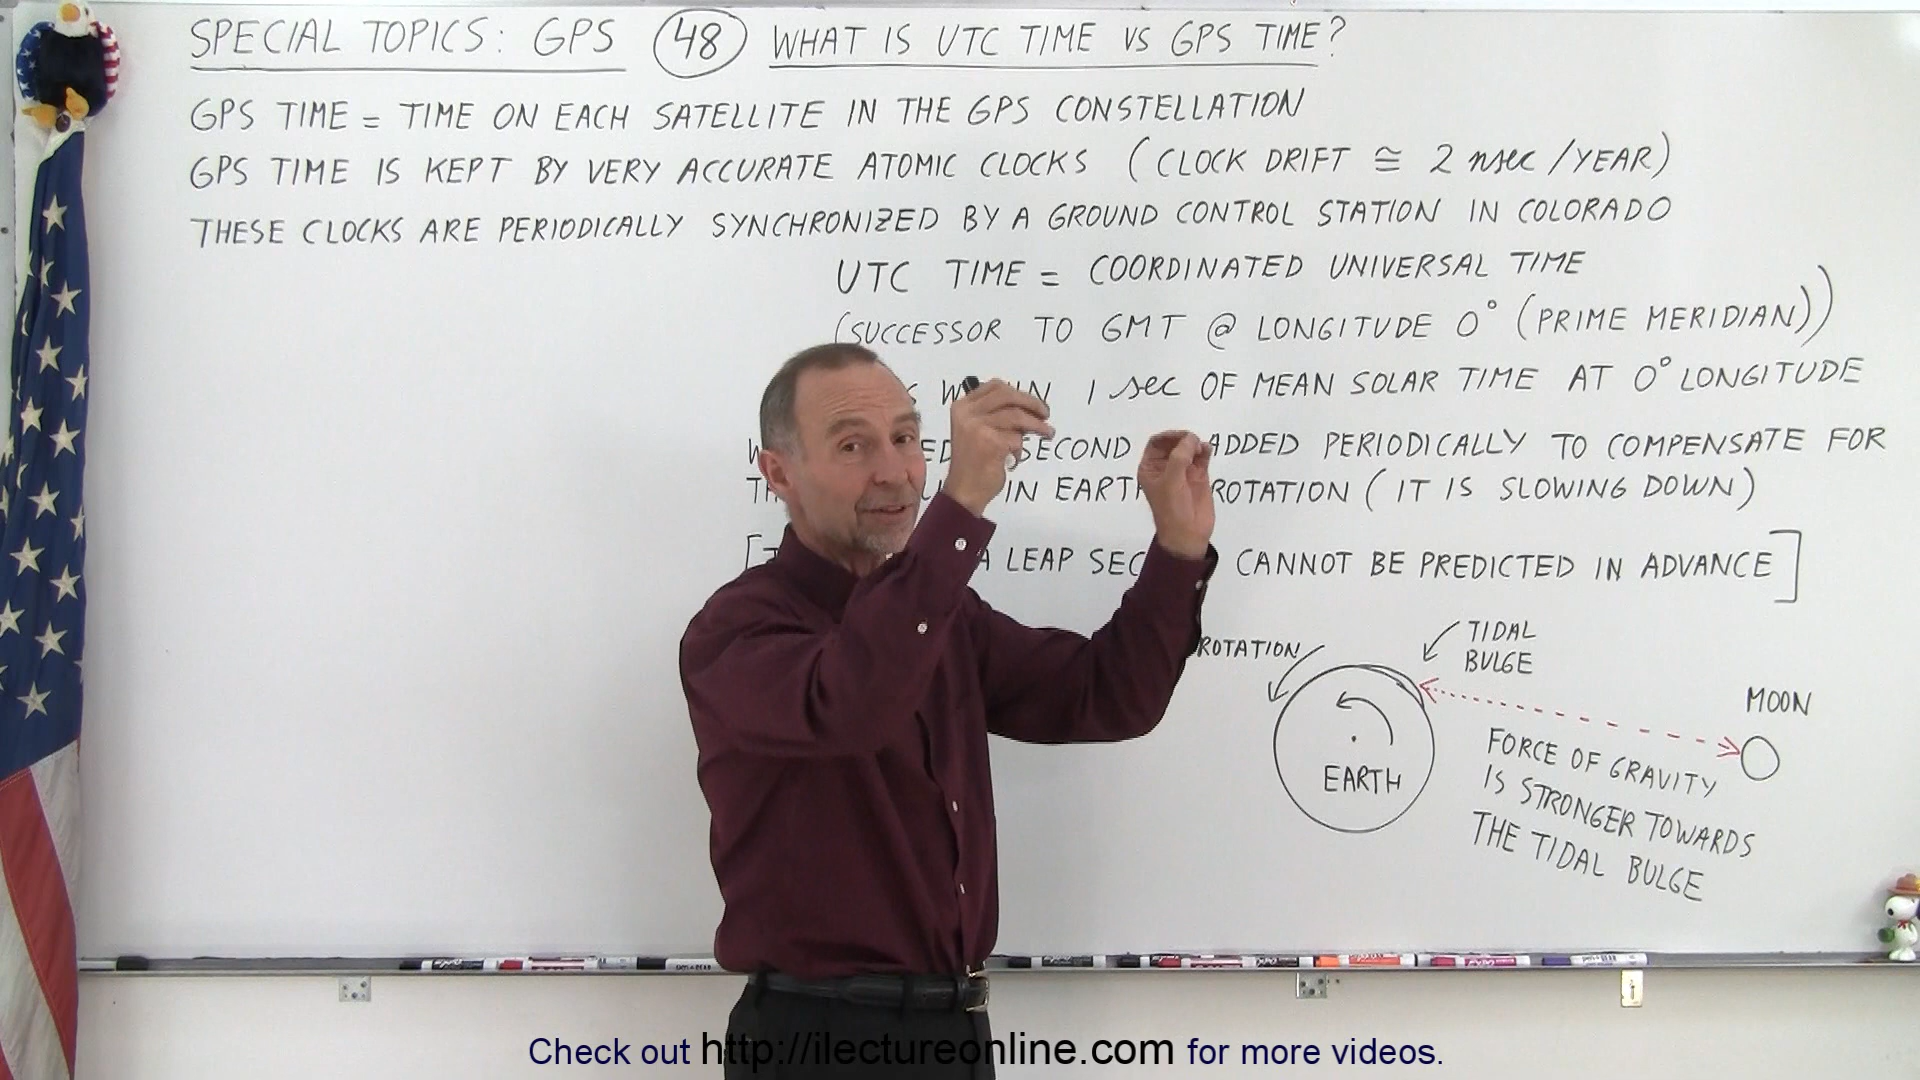 SPECIAL TOPICS: GPS 48 WHAT IS UTC TIME VS GPS TIME?
GPS TIME = TIME ON EACH SATELLITE IN THE GPS CONSTELLATION
GPS TIME IS KEPT BY VERY ACCURATE ATOMIC CLOCKS (CLOCK DRIFT ≅ 2 nsec/YEAR)
THESE CLOCKS ARE PERIODICALLY SYNCHRONIZED BY A GROUND CONTROL STATION IN COLORADO
UTC TIME = COORDINATED UNIVERSAL TIME
(SUCCESSOR TO GMT @ LONGITUDE 0° (PRIME MERIDIAN))
1 sec OF MEAN SOLAR TIME AT 0° LONGITUDE
SECOND ADDED PERIODICALLY TO COMPENSATE FOR
IN EARTH ROTATION (IT IS SLOWING DOWN)
A LEAP CANNOT BE PREDICTED IN ADVANCE]
ROTATION
TIDAL
BULGE
MOON
EARTH
FORCE OF GRAVITY
IS STRONGER TOWARDS
THE TIDAL BULGE
Check out http://ilectureonline.com for more videos.